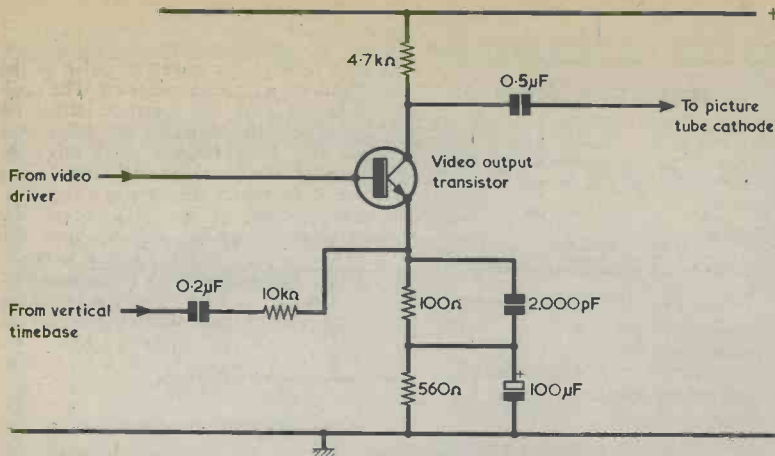 +
4·7kΩ
0·5µF
To picture
tube cathode
Video output
transistor
From video
driver
0·2µF
10kΩ
From vertical
timebase
100Ω
2,000pF
560Ω
+
100µF